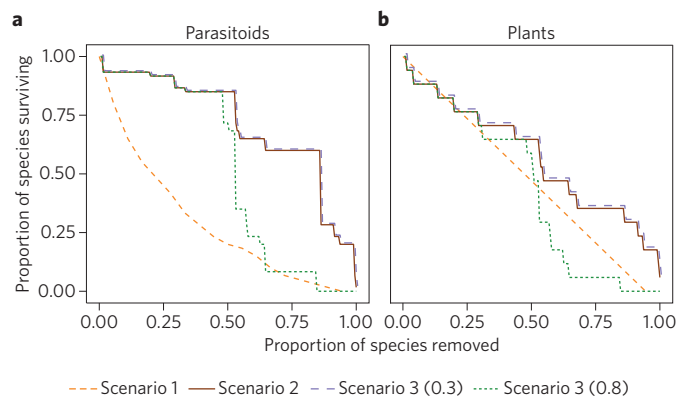 a
Parasitoids
b
Plants
Proportion of species surviving
1.00
0.75
0.50
0.25
0.00
0.00 0.25 0.50 0.75 1.00
0.00 0.25 0.50 0.75 1.00
Proportion of species removed
Scenario 1 Scenario 2 Scenario 3 (0.3) Scenario 3 (0.8)